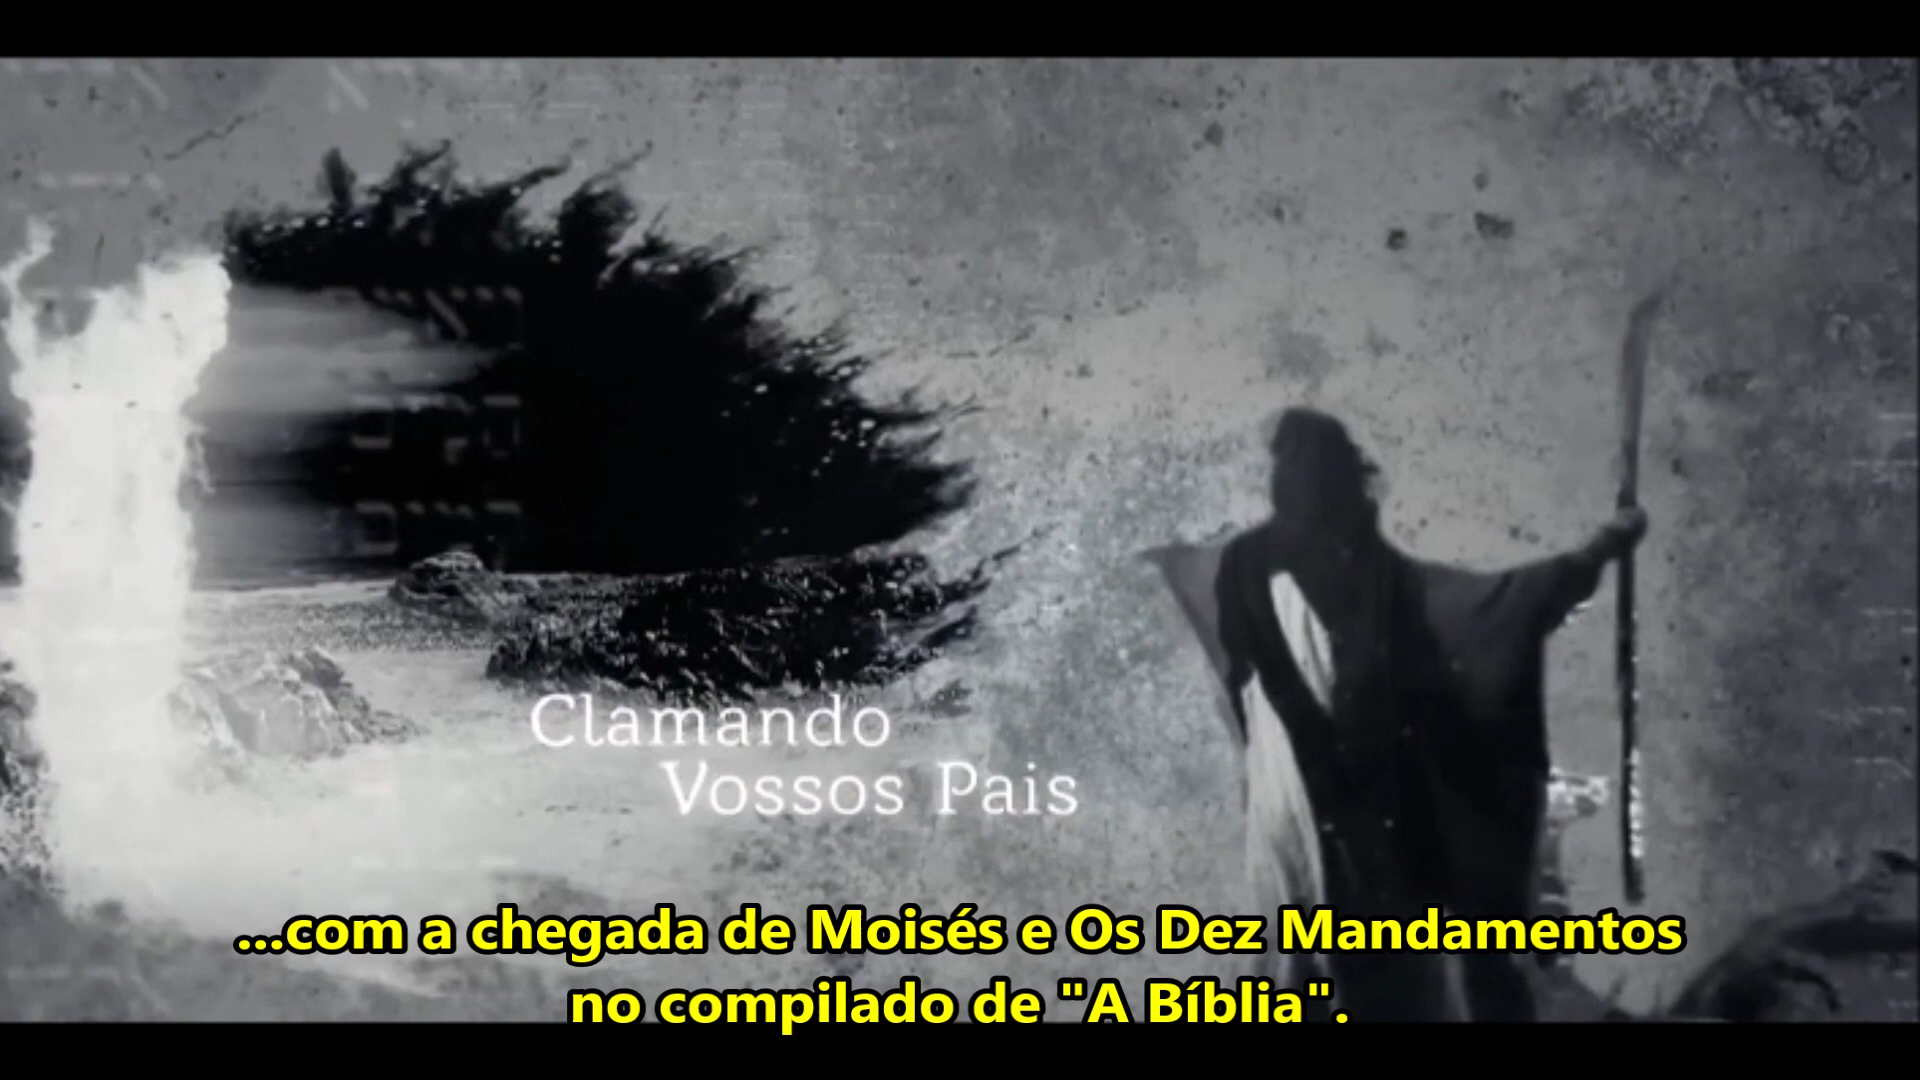 Clamando
Vossos Pais
...com a chegada de Moisés e Os Dez Mandamentos
no compilado de "A Bíblia".